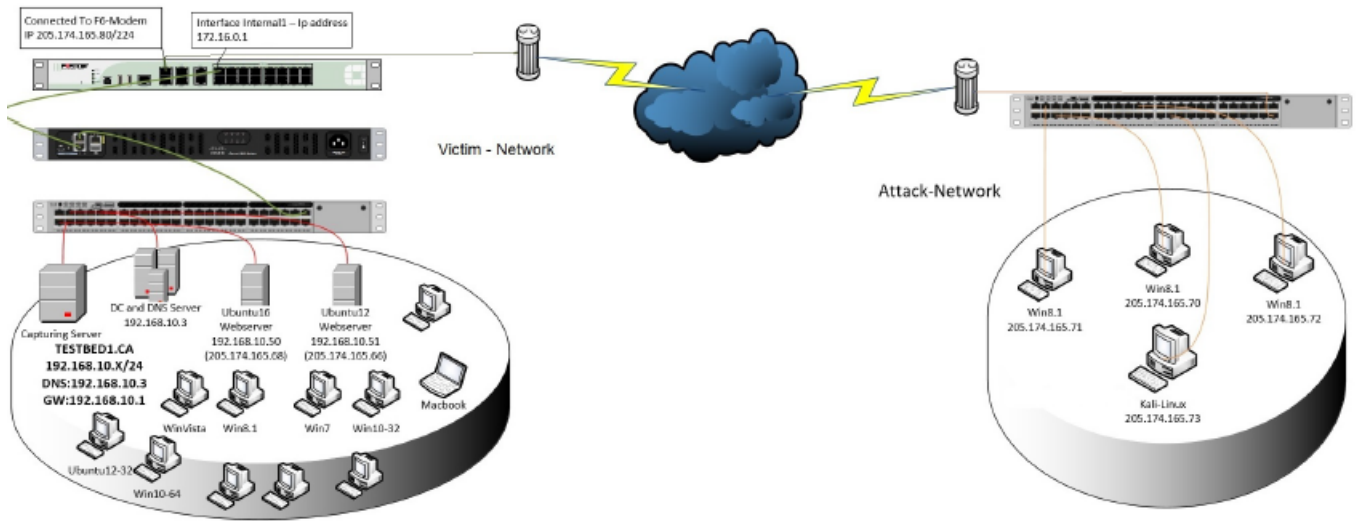 Connected To F6-Modem
IP 205.174.165.80/224
Interface Internal1 – Ip address
172.16.0.1
Victim - Network
Attack-Network
Capturing Server
DC and DNS Server
192.168.10.3
Ubuntu16
Webserver
192.168.10.50
(205.174.165.68)
Ubuntu12
Webserver
192.168.10.51
(205.174.165.66)
TESTBED1.CA
192.168.10.X/24
DNS:192.168.10.3
GW:192.168.10.1
Macbook
WinVista
Win8.1
Win7
Win10-32
Ubuntu12-32
Win10-64
Win8.1
205.174.165.71
Win8.1
205.174.165.70
Win8.1
205.174.165.72
Kali-Linux
205.174.165.73